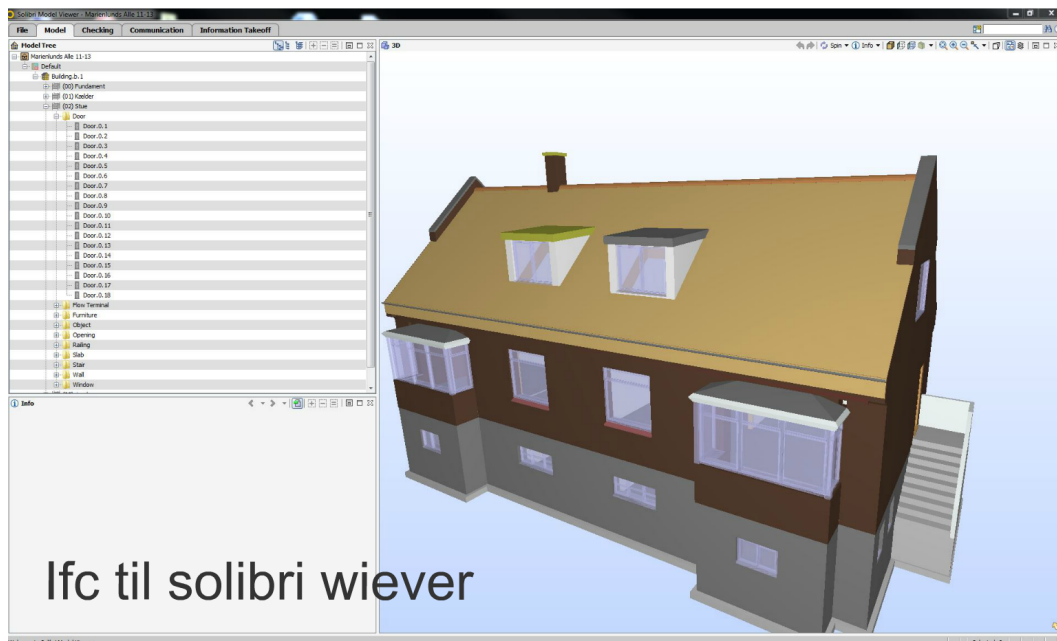 Solibri Model Viewer - Marienlunds Alle 11-13
File Model Checking Communication Information Takeoff
Model Tree
3D
Spin Info
Marienlunds Alle 11-13
Default
Building.b.1
(00) Fundament
(01) Kælder
(02) Stue
Door
Door.0.1
Door.0.2
Door.0.3
Door.0.4
Door.0.5
Door.0.6
Door.0.7
Door.0.8
Door.0.9
Door.0.10
Door.0.11
Door.0.12
Door.0.13
Door.0.14
Door.0.15
Door.0.16
Door.0.17
Door.0.18
Flow Terminal
Furniture
Object
Opening
Railing
Slab
Stair
Wall
Window
Info
Ifc til solibri wiever